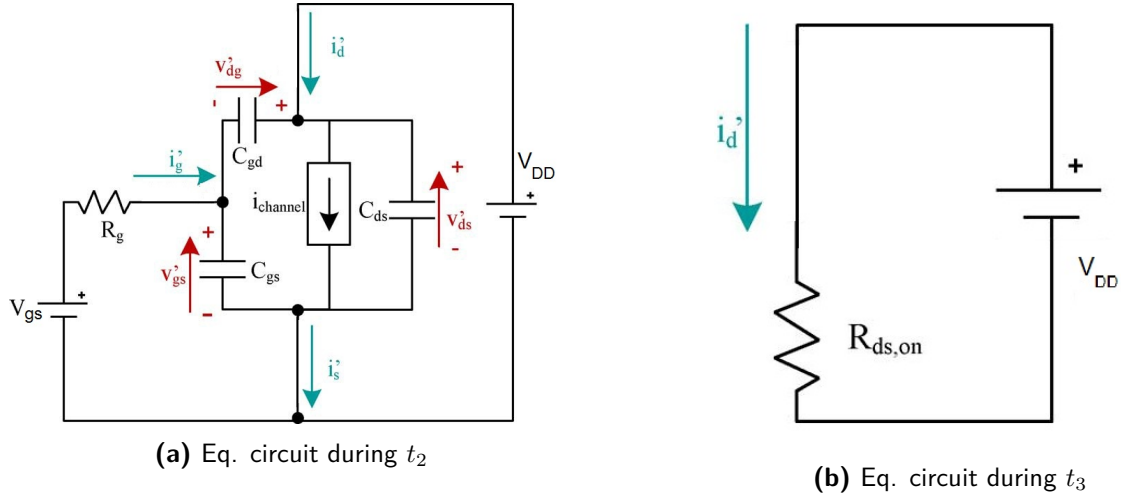 i'd
v'dg
' +
Cgd
i'g
VDD
+
+
ichannel
Cds
v'ds
-
Rg
+
v'gs
Cgs
-
Vgs
+
i's
(a) Eq. circuit during t2
id'
+
VDD
Rds,on
(b) Eq. circuit during t3